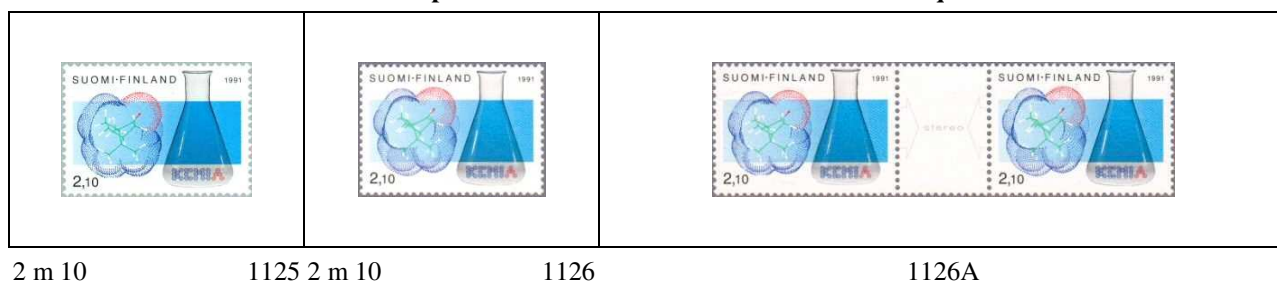 SUOMI·FINLAND 1991
KEMIA
2,10
SUOMI·FINLAND 1991
KEMIA
2,10
SUOMI·FINLAND 1991
KEMIA
2,10
stereo
SUOMI·FINLAND 1991
KEMIA
2,10
2 m 10 1125 2 m 10 1126 1126A